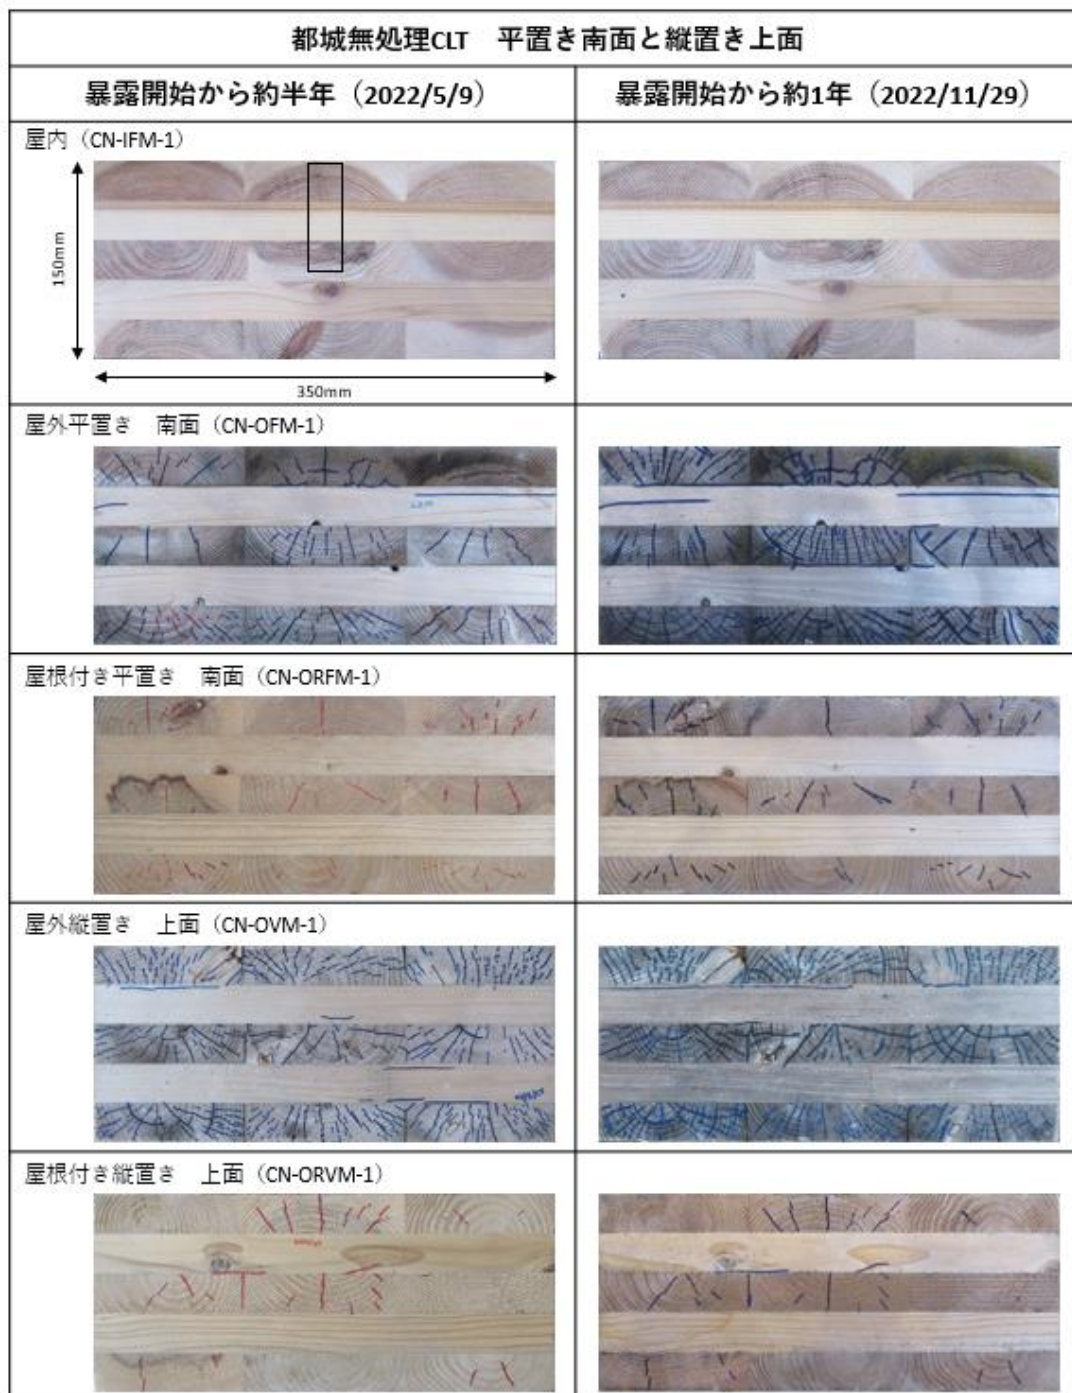 都城無処理CLT　平置き南面と縦置き上面
暴露開始から約半年（2022/5/9）
暴露開始から約1年（2022/11/29）
屋内（CN-IFM-1）
150mm
350mm
屋外平置き　南面（CN-OFM-1）
屋根付き平置き　南面（CN-ORFM-1）
屋外縦置き　上面（CN-OVM-1）
屋根付き縦置き　上面（CN-ORVM-1）